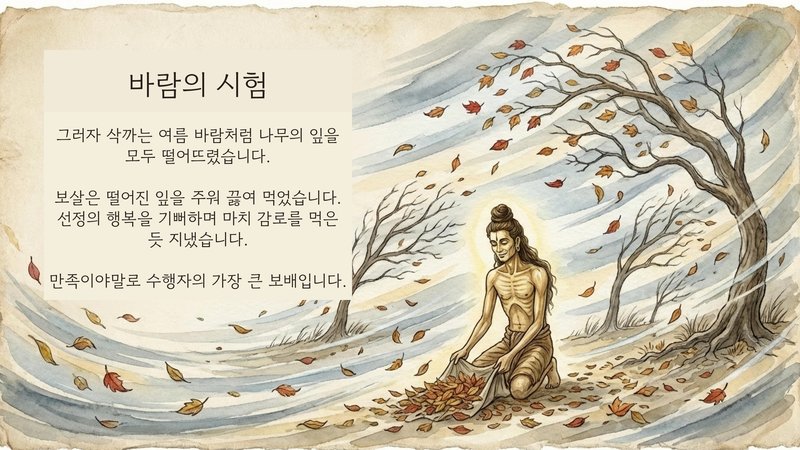 바람의 시험
그러자 삭까는 여름 바람처럼 나무의 잎을
모두 떨어뜨렸습니다.
보살은 떨어진 잎을 주워 끓여 먹었습니다.
선정의 행복을 기뻐하며 마치 감로를 먹은
듯 지냈습니다.
만족이야말로 수행자의 가장 큰 보배입니다.